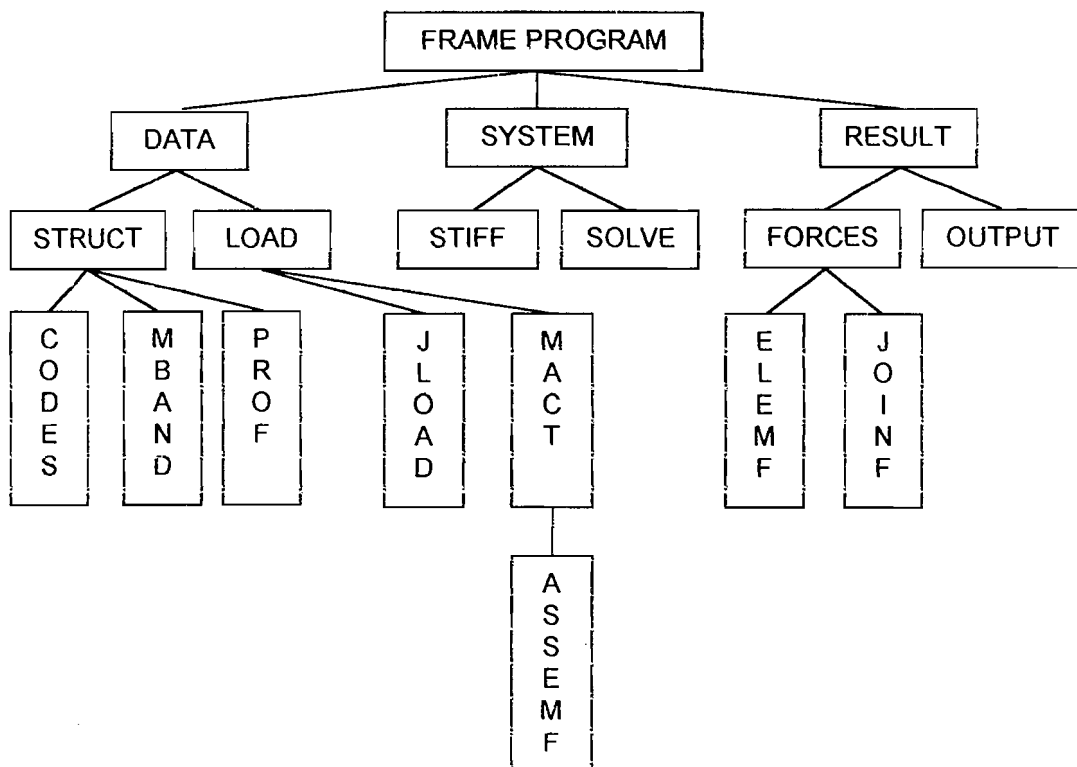 FRAME PROGRAM
DATA
SYSTEM
RESULT
STRUCT
LOAD
STIFF
SOLVE
FORCES
OUTPUT
CODES
MBAND
PROF
JLOAD
MACT
ELEMF
JOINF
ASSEMF